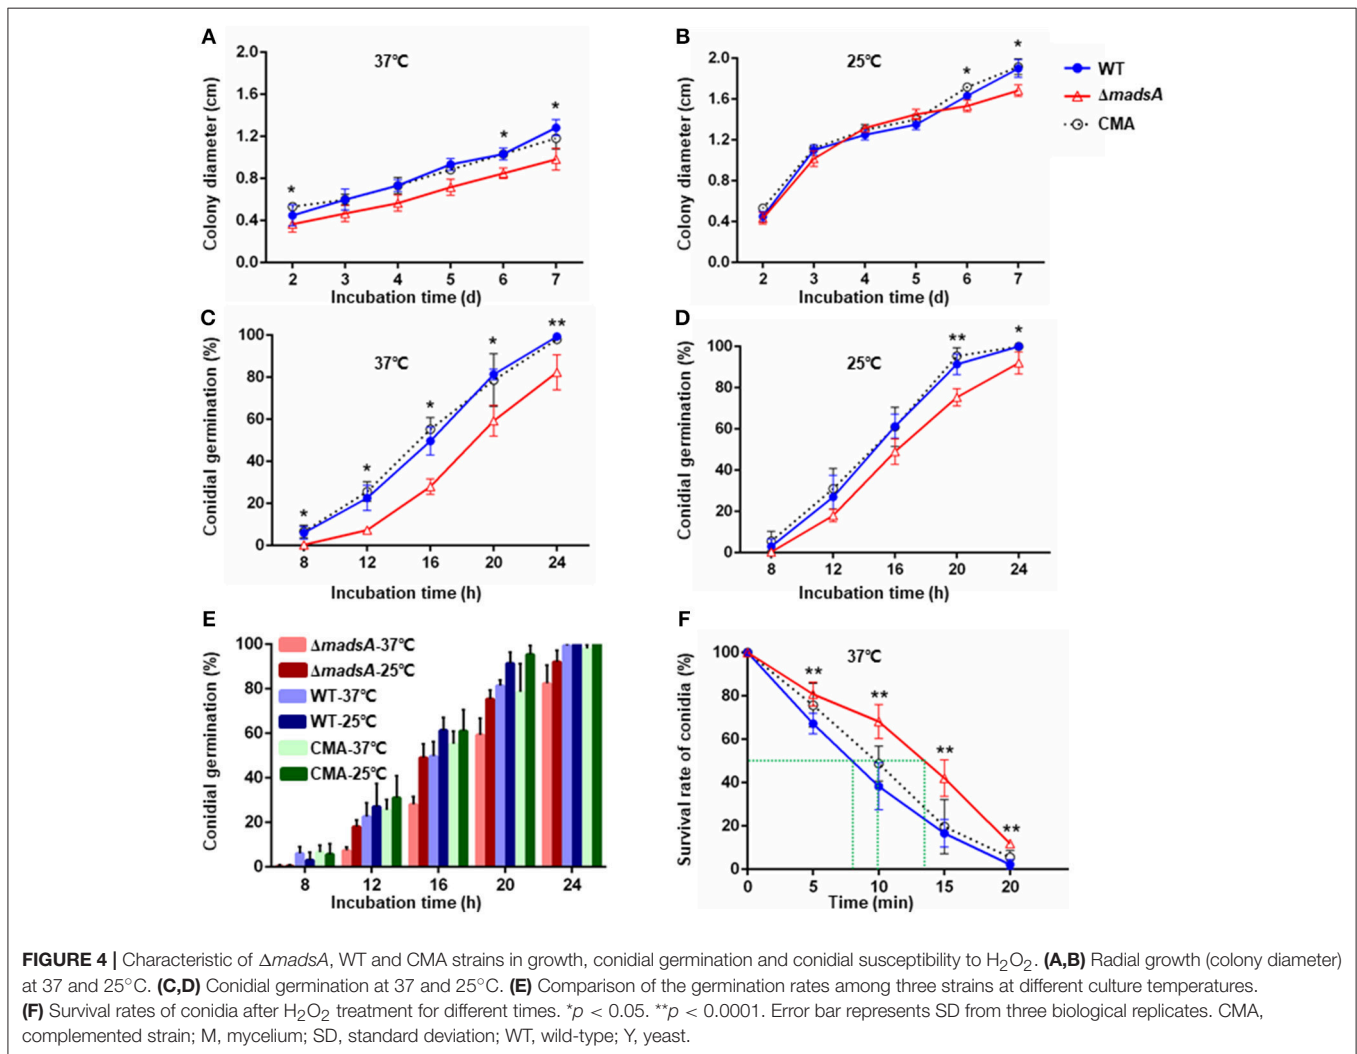 A
37℃
*
*
*
2.0
1.6
1.2
0.8
0.4
0.0
Colony diameter (cm)
2 3 4 5 6 7
Incubation time (d)
B
25℃
*
*
2.0
1.6
1.2
0.8
0.4
0.0
Colony diameter (cm)
2 3 4 5 6 7
Incubation time (d)
WT
ΔmadsA
CMA
C
37℃
*
*
*
*
**
100
80
60
40
20
0
Conidial germination (%)
8 12 16 20 24
Incubation time (h)
D
25℃
**
*
100
80
60
40
20
0
Conidial germination (%)
8 12 16 20 24
Incubation time (h)
E
100
80
60
40
20
0
Conidial germination (%)
ΔmadsA-37℃
ΔmadsA-25℃
WT-37℃
WT-25℃
CMA-37℃
CMA-25℃
8 12 16 20 24
Incubation time (h)
F
37℃
**
**
**
**
100
80
60
40
20
0
Survival rate of conidia (%)
0 5 10 15 20
Time (min)
FIGURE 4 | Characteristic of ΔmadsA, WT and CMA strains in growth, conidial germination and conidial susceptibility to H₂O₂. (A,B) Radial growth (colony diameter)
at 37 and 25°C. (C,D) Conidial germination at 37 and 25°C. (E) Comparison of the germination rates among three strains at different culture temperatures.
(F) Survival rates of conidia after H₂O₂ treatment for different times. *p < 0.05. **p < 0.0001. Error bar represents SD from three biological replicates. CMA,
complemented strain; M, mycelium; SD, standard deviation; WT, wild-type; Y, yeast.